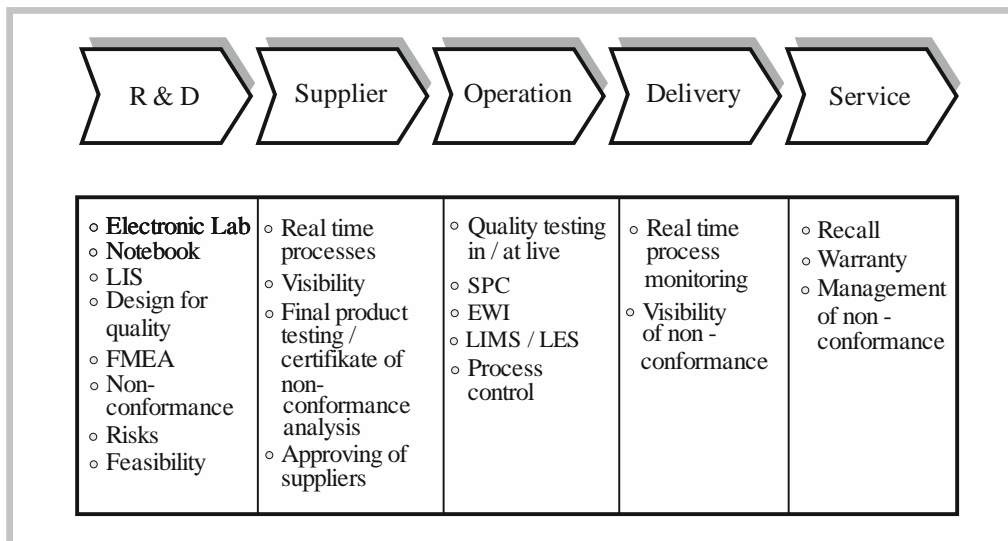 R & D
Supplier
Operation
Delivery
Service
Electronic Lab
Notebook
LIS
Design for
quality
FMEA
Non-
conformance
Risks
Feasibility
Real time
processes
Visibility
Final product
testing /
certifikate of
non-
conformance
analysis
Approving of
suppliers
Quality testing
in / at live
SPC
EWI
LIMS / LES
Process
control
Real time
process
monitoring
Visibility
of non -
conformance
Recall
Warranty
Management
of non -
conformance